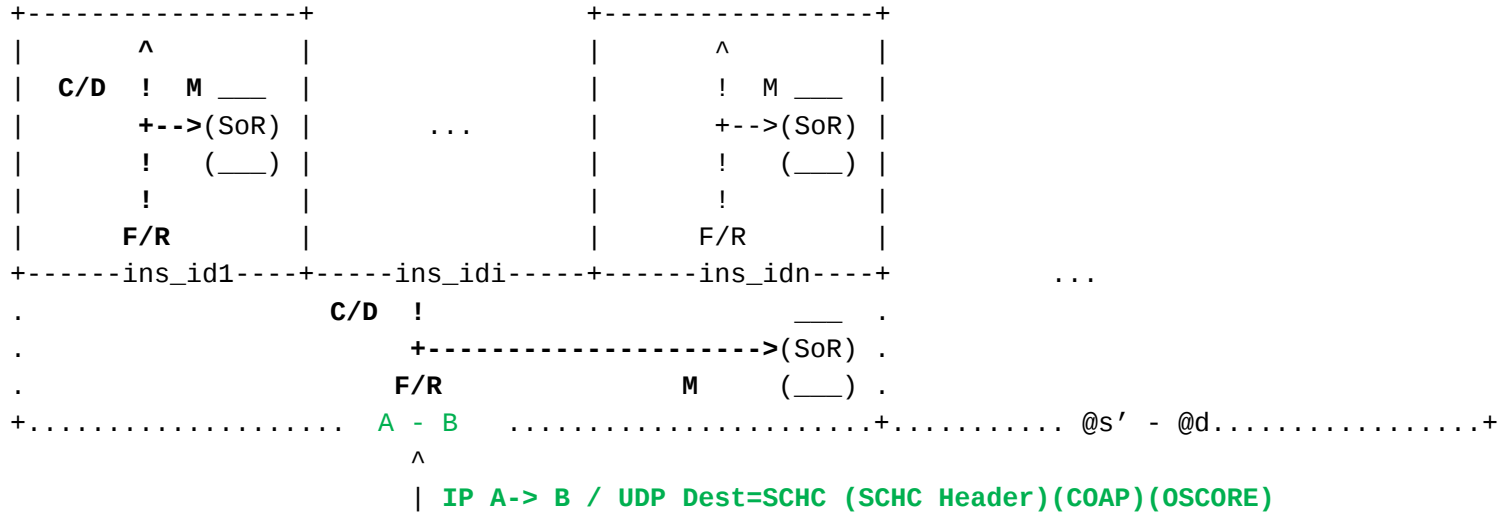 +-----------------+                 +-----------------+
|       ^         |                 |       ^         |
|  C/D  !  M ___  |                 |       !  M ___  |
|       +-->(SoR) |       ...       |       +-->(SoR) |
|       !   (___) |                 |       !   (___) |
|       !         |                 |       !         |
|      F/R        |                 |      F/R        |
+------ins_id1----+-----ins_idi-----+------ins_idn----+          ...
.                   C/D  !                       ___  .
.                        +--------------------->(SoR) .
.                       F/R               M     (___) .
+.................... A - B   .......................+........... @s’ - @d.................+
                         ^
                         | IP A-> B / UDP Dest=SCHC (SCHC Header)(COAP)(OSCORE)